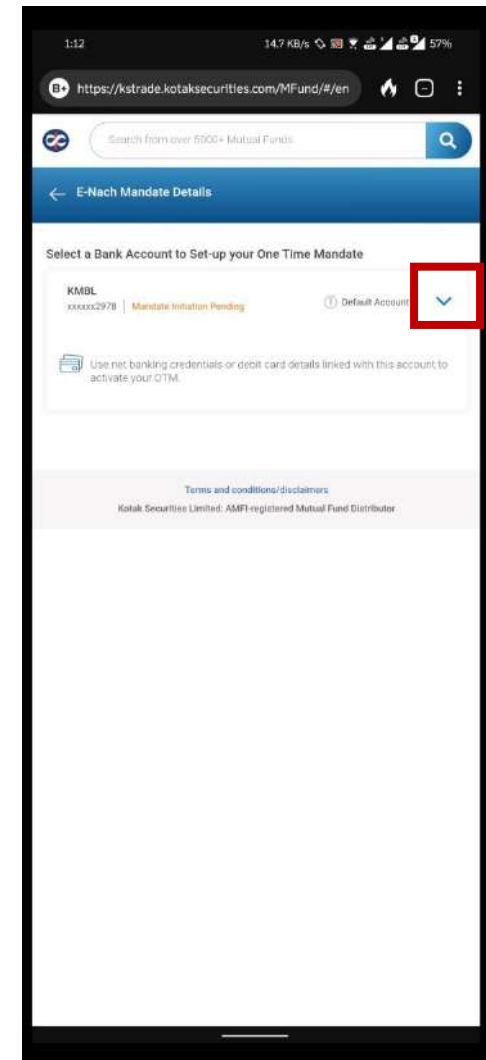 1:12 14.7 KB/s 57%
https://kstrade.kotaksecurities.com/MFund/#/en
Search from over 5000+ Mutual Funds
E-Nach Mandate Details
Select a Bank Account to Set-up your One Time Mandate
KMBL
xxxxxx2978 | Mandate Initiation Pending Default Account
Use net banking credentials or debit card details linked with this account to
activate your OTM.
Terms and conditions/disclaimers
Kotak Securities Limited: AMFI-registered Mutual Fund Distributor